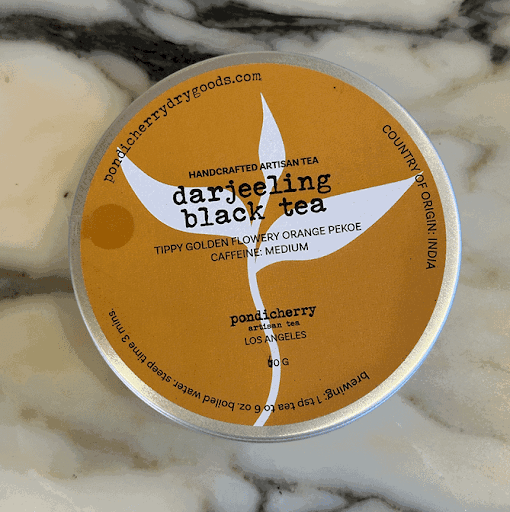 pondicherrydrygoods.com
COUNTRY OF ORIGIN: INDIA
HANDCRAFTED ARTISAN TEA
darjeeling
black tea
TIPPY GOLDEN FLOWERY ORANGE PEKOE
CAFFEINE: MEDIUM
pondicherry
artisan tea
LOS ANGELES
G
brewing: 1 tsp tea to 6 oz. boiled water. steep time 3 mins.